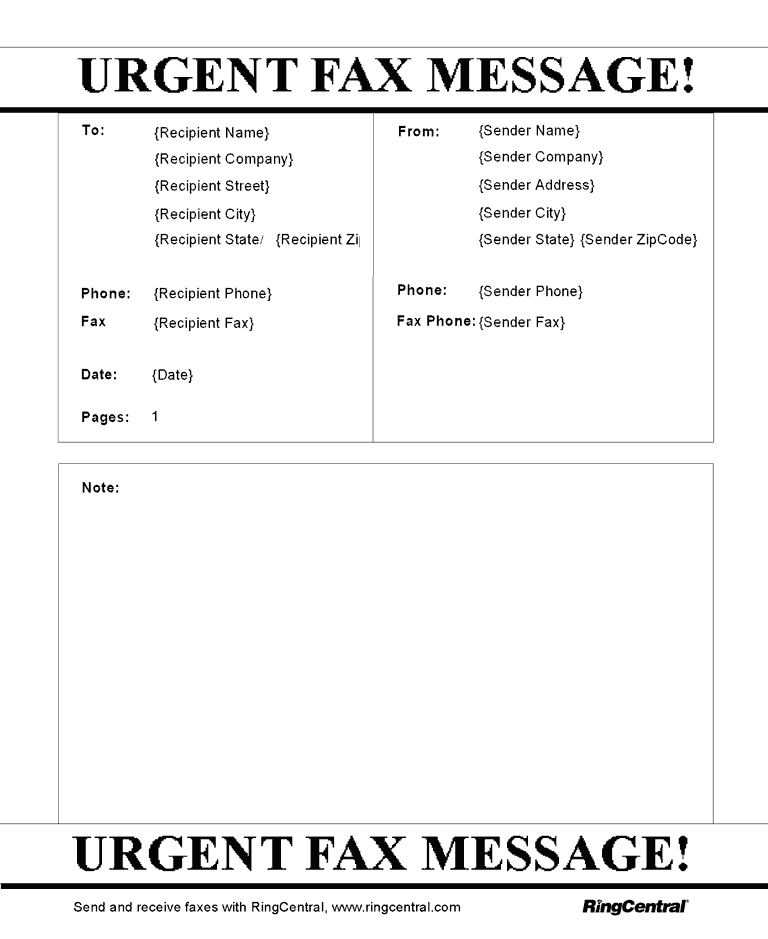 URGENT FAX MESSAGE!
To: {Recipient Name}
{Recipient Company}
{Recipient Street}
{Recipient City}
{Recipient State/ {Recipient Zi
Phone: {Recipient Phone}
Fax {Recipient Fax}
Date: {Date}
Pages: 1
From: {Sender Name}
{Sender Company}
{Sender Address}
{Sender City}
{Sender State} {Sender ZipCode}
Phone: {Sender Phone}
Fax Phone: {Sender Fax}
Note:
URGENT FAX MESSAGE!
Send and receive faxes with RingCentral, www.ringcentral.com
RingCentral